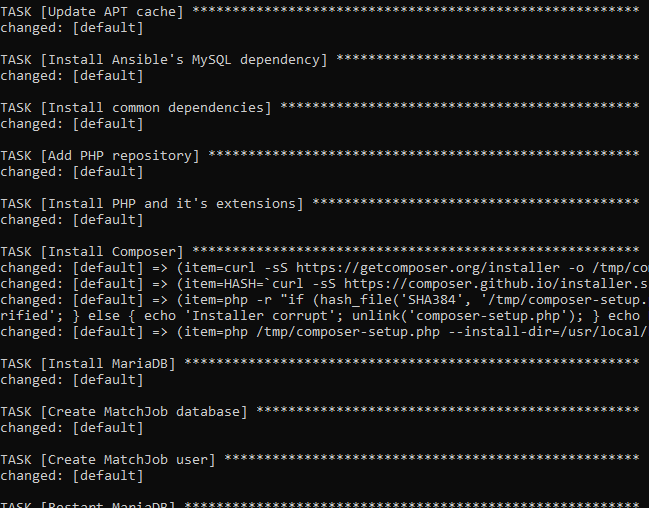 TASK [Update APT cache] ********************************************************
changed: [default]
TASK [Install Ansible's MySQL dependency] **************************************
changed: [default]
TASK [Install common dependencies] *********************************************
changed: [default]
TASK [Add PHP repository] ******************************************************
changed: [default]
TASK [Install PHP and it's extensions] *****************************************
changed: [default]
TASK [Install Composer] ********************************************************
changed: [default] => (item=curl -sS https://getcomposer.org/installer -o /tmp/co
changed: [default] => (item=HASH=`curl -sS https://composer.github.io/installer.s
changed: [default] => (item=php -r "if (hash_file('SHA384', '/tmp/composer-setup.
rified'; } else { echo 'Installer corrupt'; unlink('composer-setup.php'); } echo
changed: [default] => (item=php /tmp/composer-setup.php --install-dir=/usr/local/
TASK [Install MariaDB] *********************************************************
changed: [default]
TASK [Create MatchJob database] ************************************************
changed: [default]
TASK [Create MatchJob user] ****************************************************
changed: [default]
TASK [Restart MariaDB] *********************************************************